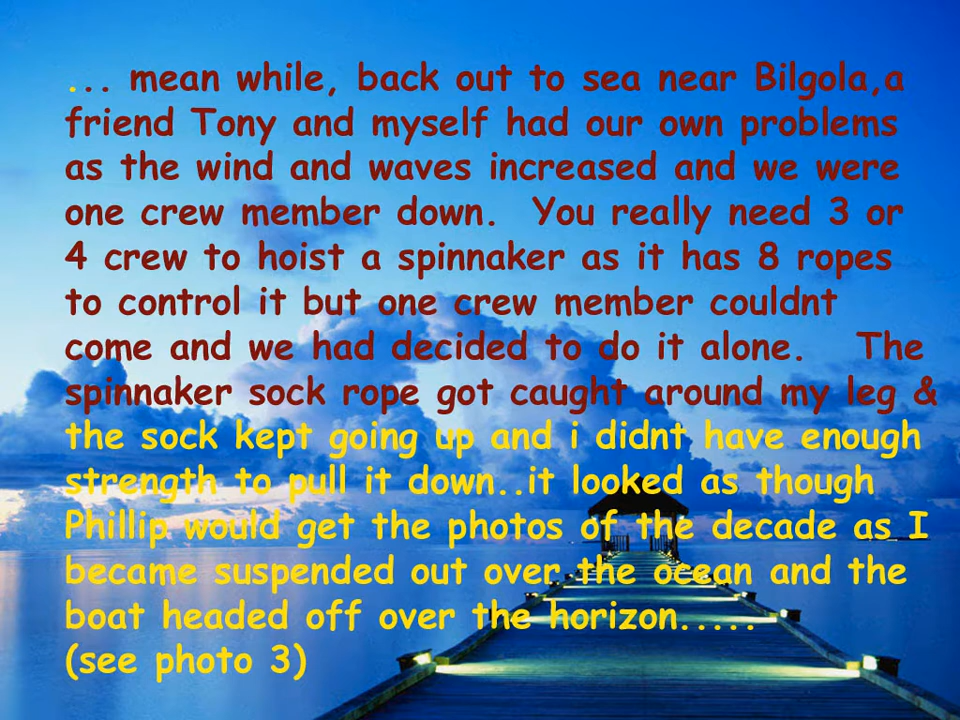 ... mean while, back out to sea near Bilgola,a
friend Tony and myself had our own problems
as the wind and waves increased and we were
one crew member down.  You really need 3 or
4 crew to hoist a spinnaker as it has 8 ropes
to control it but one crew member couldnt
come and we had decided to do it alone.   The
spinnaker sock rope got caught around my leg &
the sock kept going up and i didnt have enough
strength to pull it down..it looked as though
Phillip would get the photos of the decade as I
became suspended out over the ocean and the
boat headed off over the horizon.....
(see photo 3)